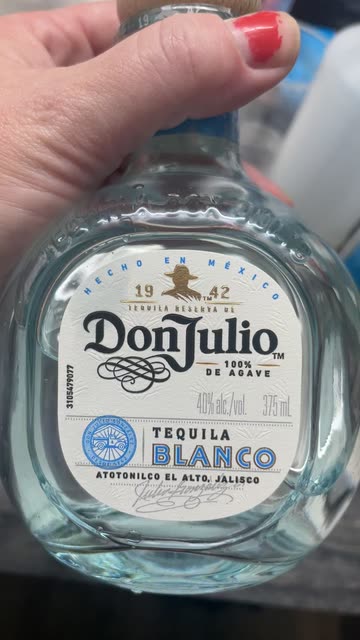 HECHO EN MÉXICO
19 42
TEQUILA RESERVA DE
Don Julio™
100%
DE AGAVE
40% alc./vol. 375 mL
3105479077
TEQUILA
BLANCO
ATOTONILCO EL ALTO, JALISCO